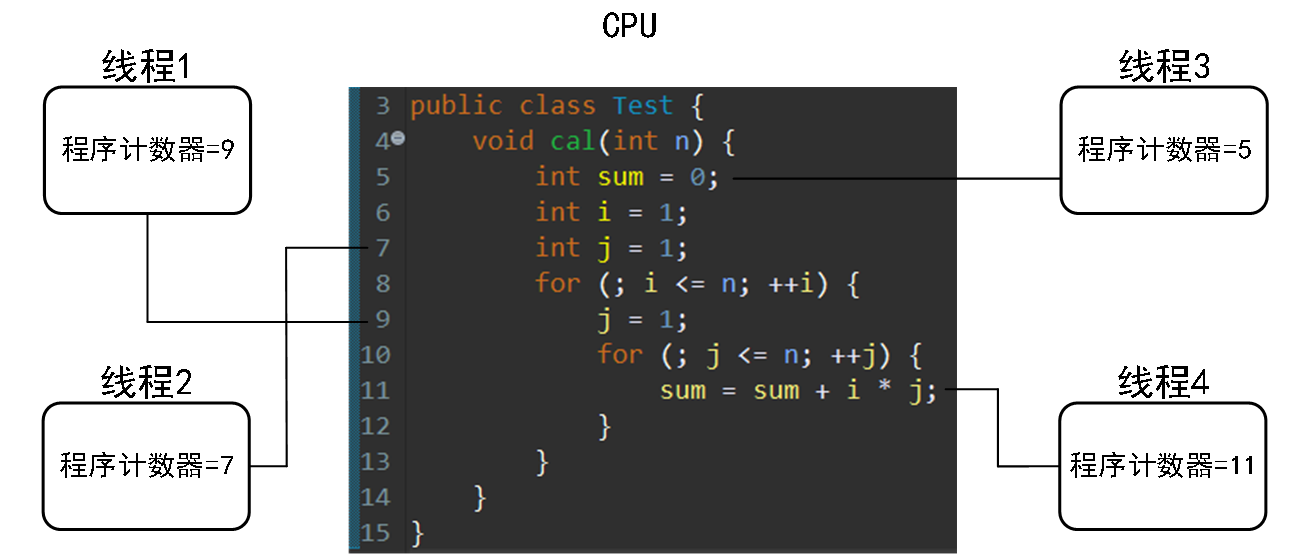 CPU
线程1
程序计数器=9
线程2
程序计数器=7
3 public class Test {
4 void cal(int n) {
5 int sum = 0;
6 int i = 1;
7 int j = 1;
8 for (; i <= n; ++i) {
9 j = 1;
10 for (; j <= n; ++j) {
11 sum = sum + i * j;
12 }
13 }
14 }
15 }
线程3
程序计数器=5
线程4
程序计数器=11